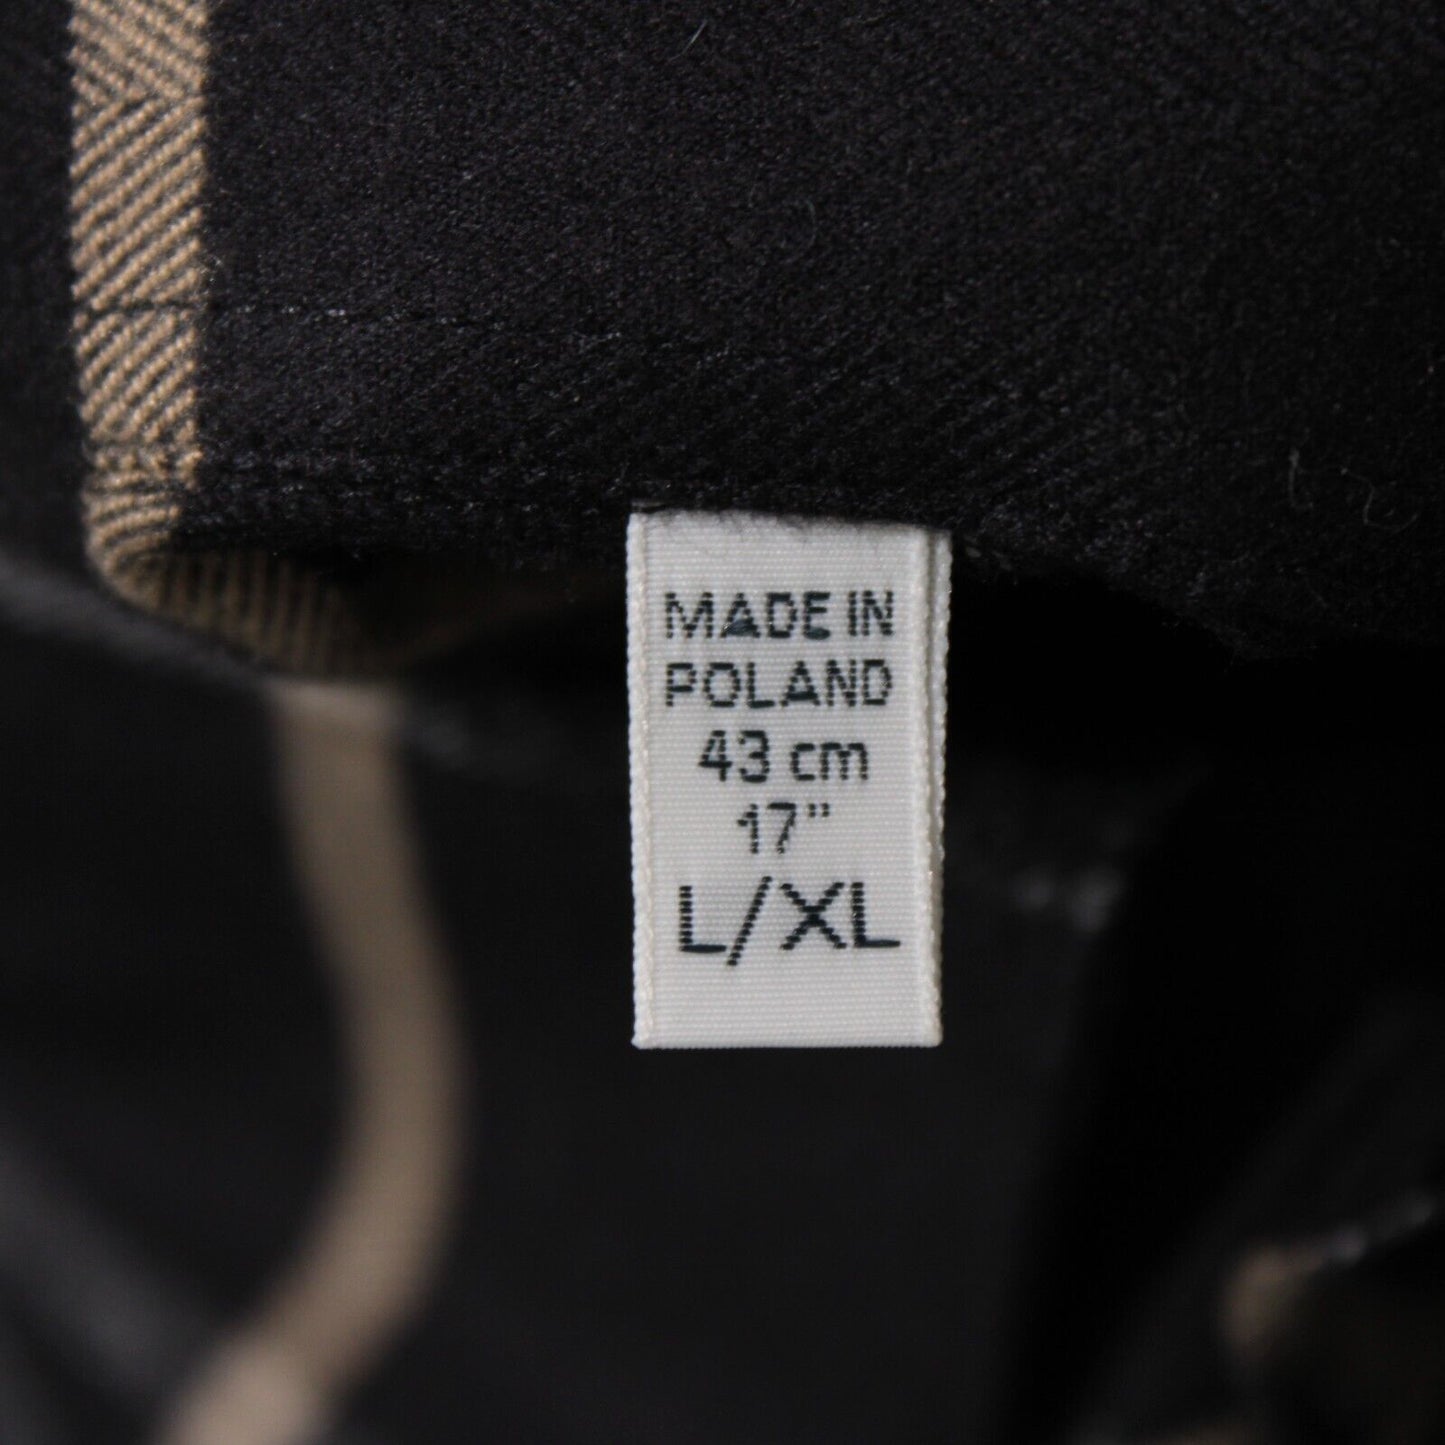 MADE IN
POLAND
43 cm
17"
L/XL